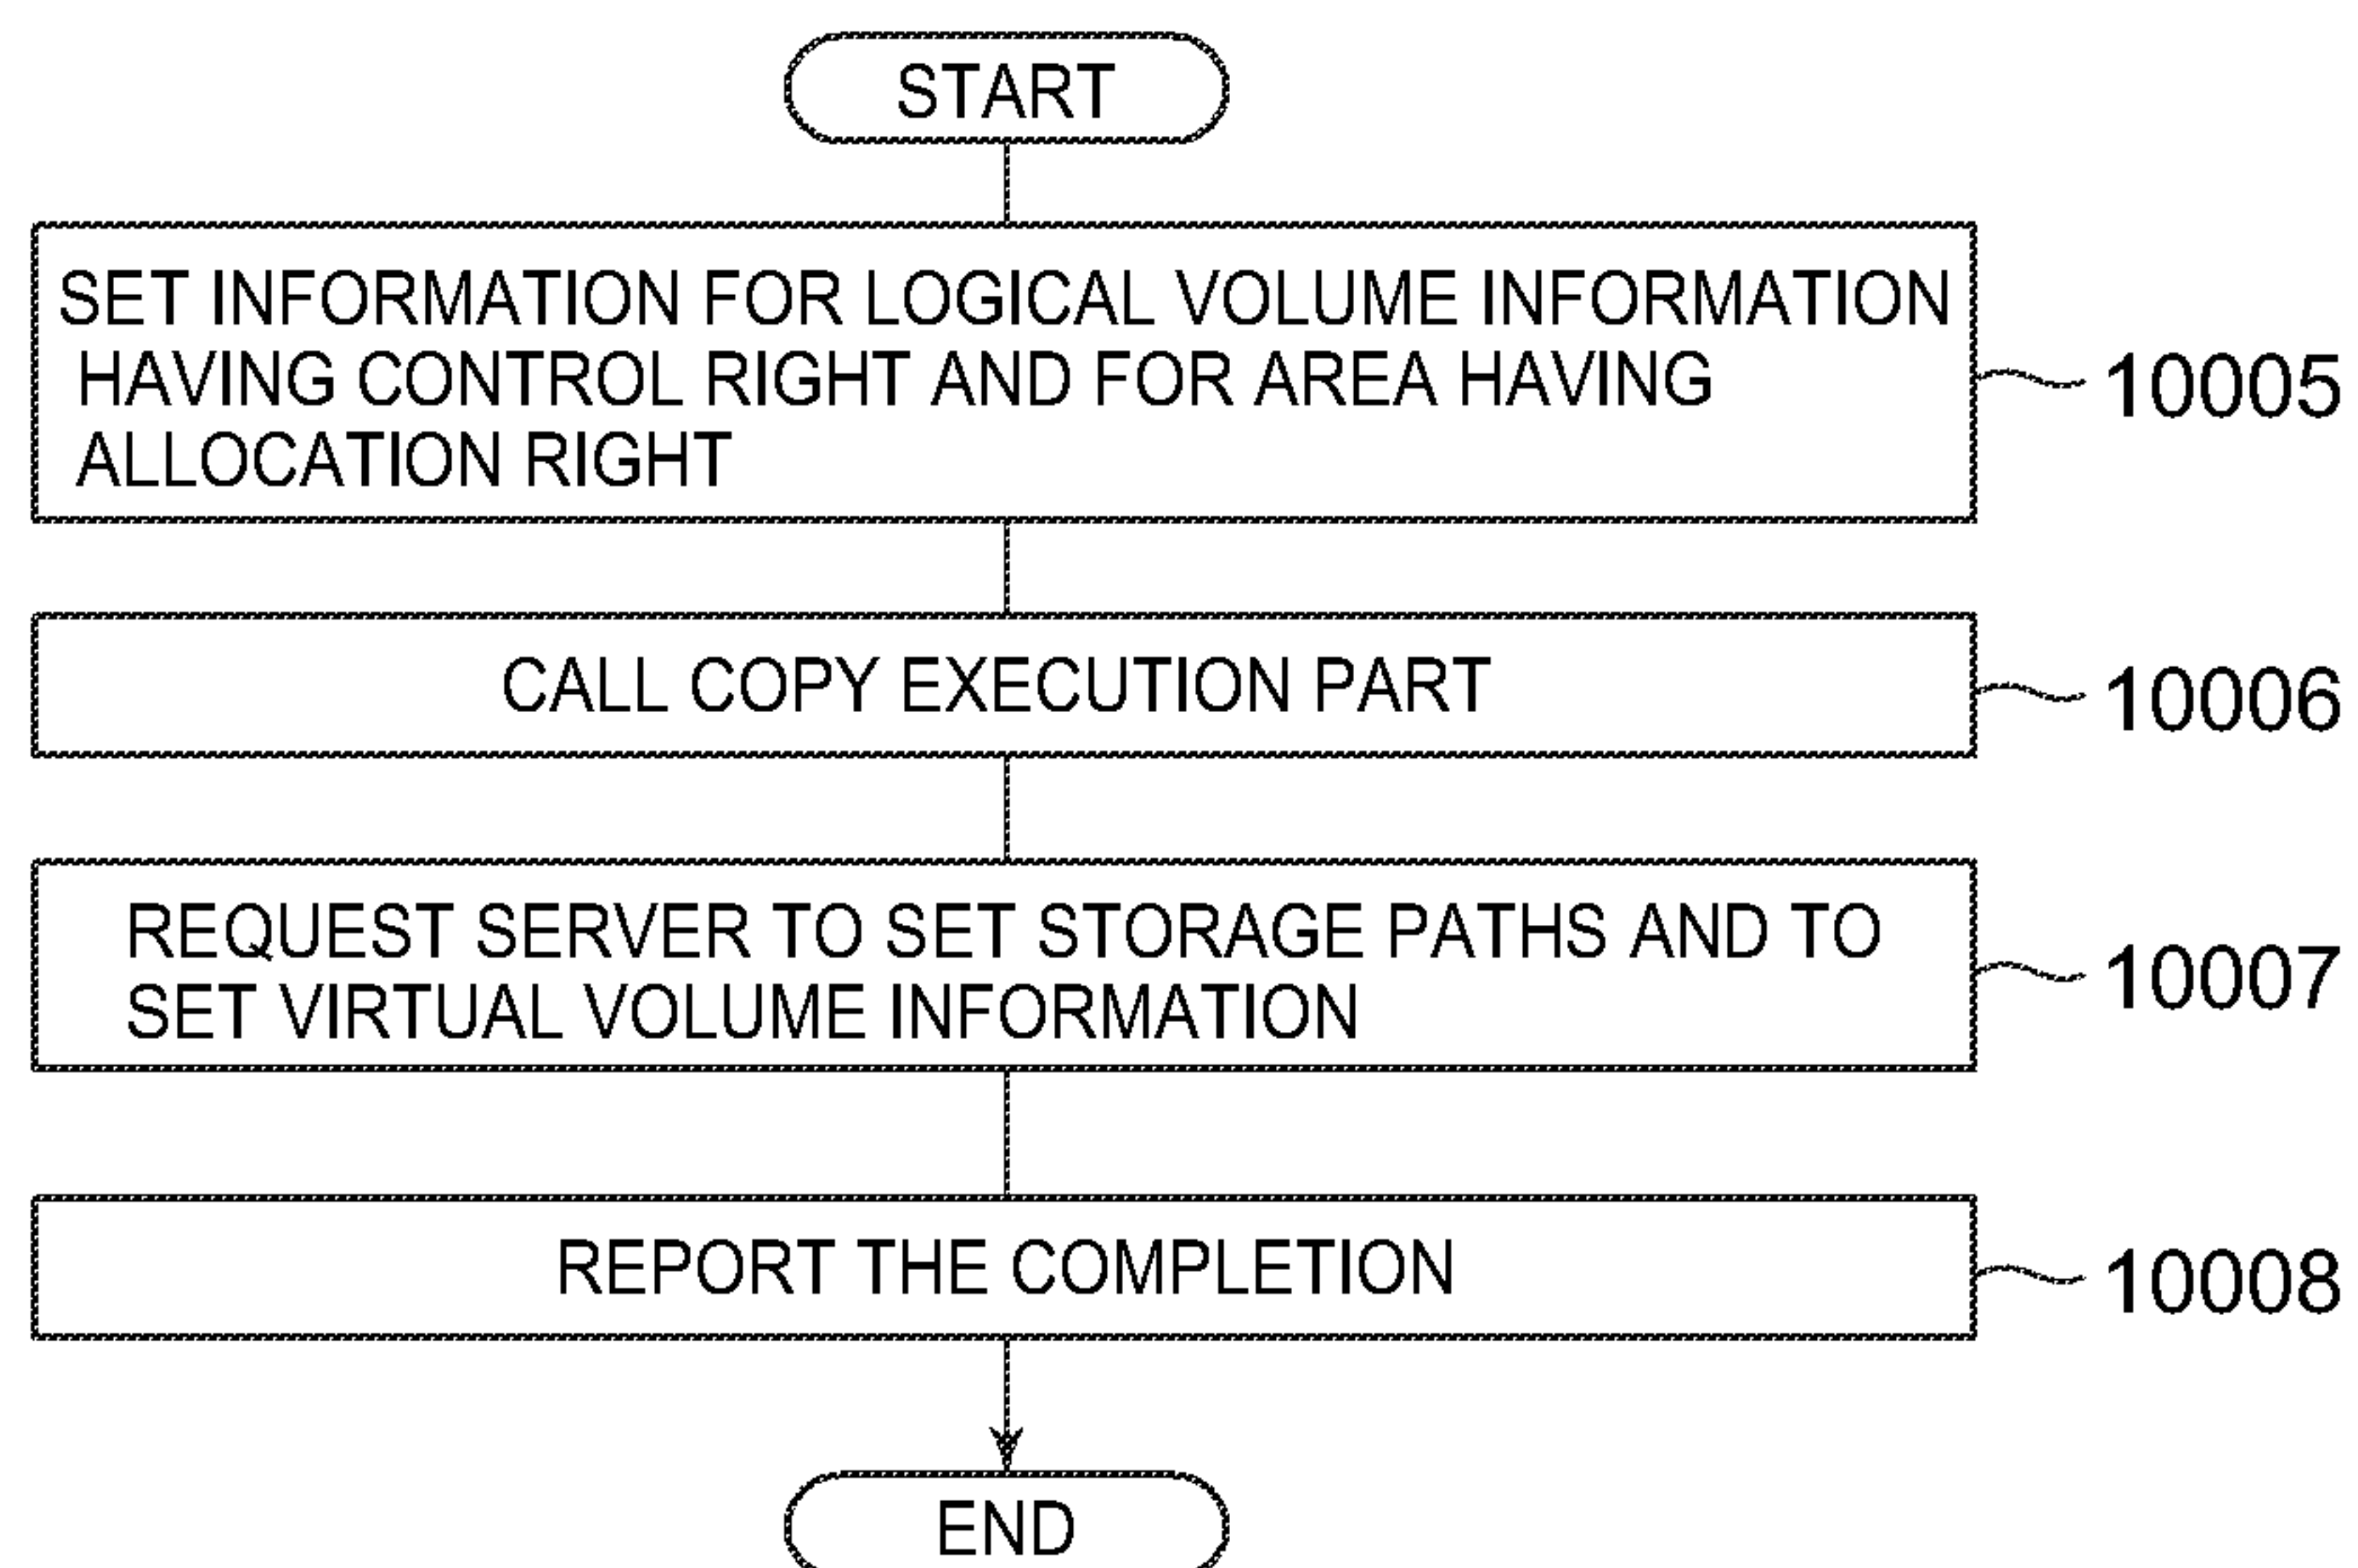 START
SET INFORMATION FOR LOGICAL VOLUME INFORMATION
HAVING CONTROL RIGHT AND FOR AREA HAVING
ALLOCATION RIGHT
10005
CALL COPY EXECUTION PART
10006
REQUEST SERVER TO SET STORAGE PATHS AND TO
SET VIRTUAL VOLUME INFORMATION
10007
REPORT THE COMPLETION
10008
END